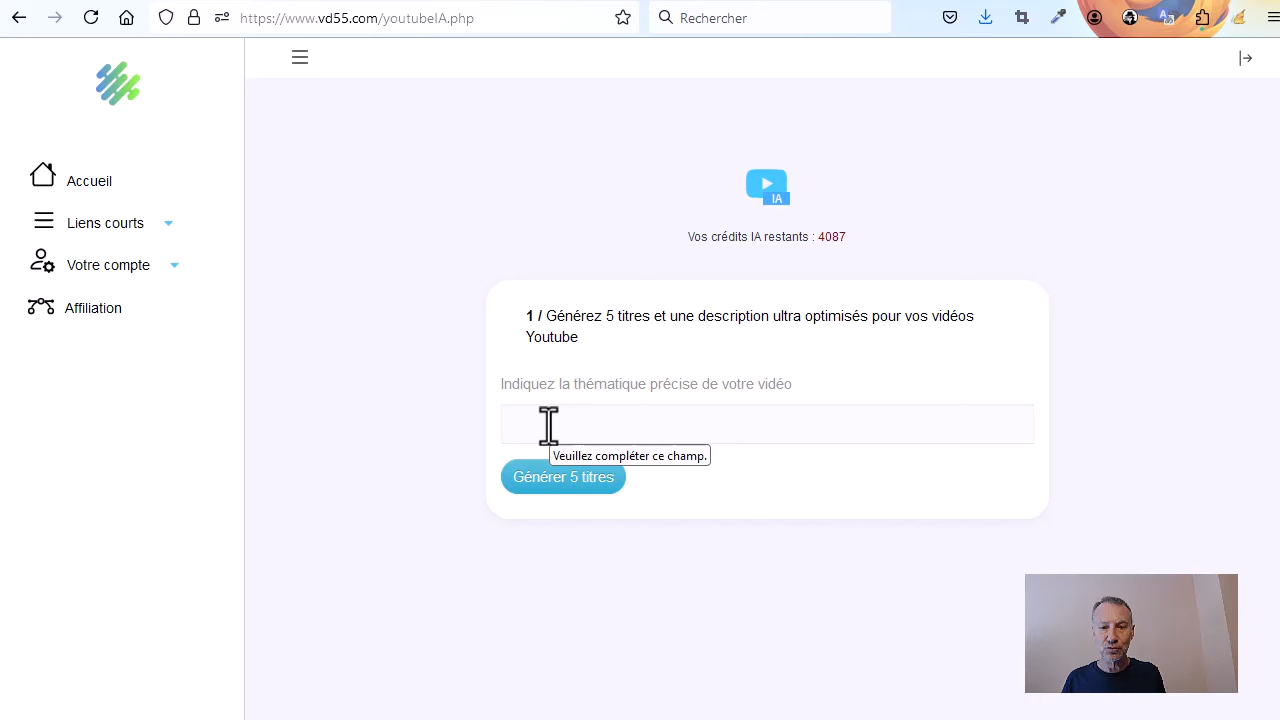 https://www.vd55.com/youtubeIA.php
Rechercher
Accueil
Liens courts
Votre compte
Affiliation
IA
Vos crédits IA restants : 4087
1 / Générez 5 titres et une description ultra optimisés pour vos vidéos
Youtube
Indiquez la thématique précise de votre vidéo
Veuillez compléter ce champ.
Générer 5 titres